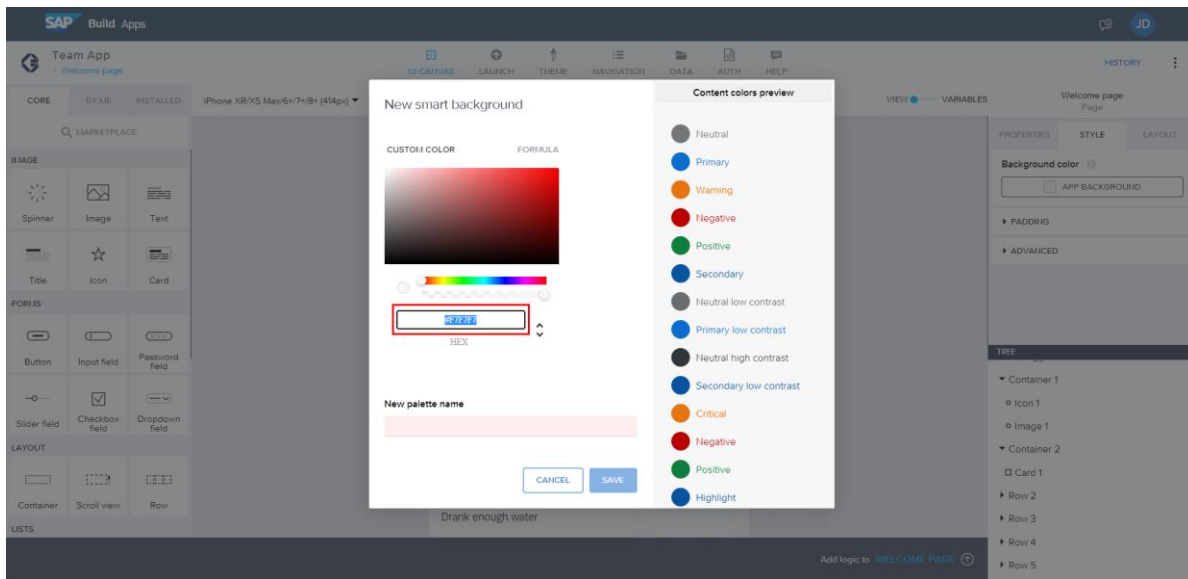 SAP Build Apps
JD
Team App
Welcome page
UI CANVAS
LAUNCH
THEME
NAVIGATION
DATA
AUTH
HELP
HISTORY
CORE
BY ME
INSTALLED
iPhone XR/XS Max/6+/7+/8+ (414px)
VIEW
VARIABLES
Welcome page
Page
MARKETPLACE
IMAGE
Spinner
Image
Text
Title
Icon
Card
FORMS
Button
Input field
Password field
Slider field
Checkbox field
Dropdown field
LAYOUT
Container
Scroll view
Row
LISTS
New smart background
CUSTOM COLOR
FORMULA
#E7E7E7
HEX
New palette name
CANCEL
SAVE
Content colors preview
Neutral
Primary
Warning
Negative
Positive
Secondary
Neutral low contrast
Primary low contrast
Neutral high contrast
Secondary low contrast
Critical
Negative
Positive
Highlight
Drank enough water
PROPERTIES
STYLE
LAYOUT
Background color
APP BACKGROUND
PADDING
ADVANCED
TREE
Container 1
Icon 1
Image 1
Container 2
Card 1
Row 2
Row 3
Row 4
Row 5
Add logic to WELCOME PAGE